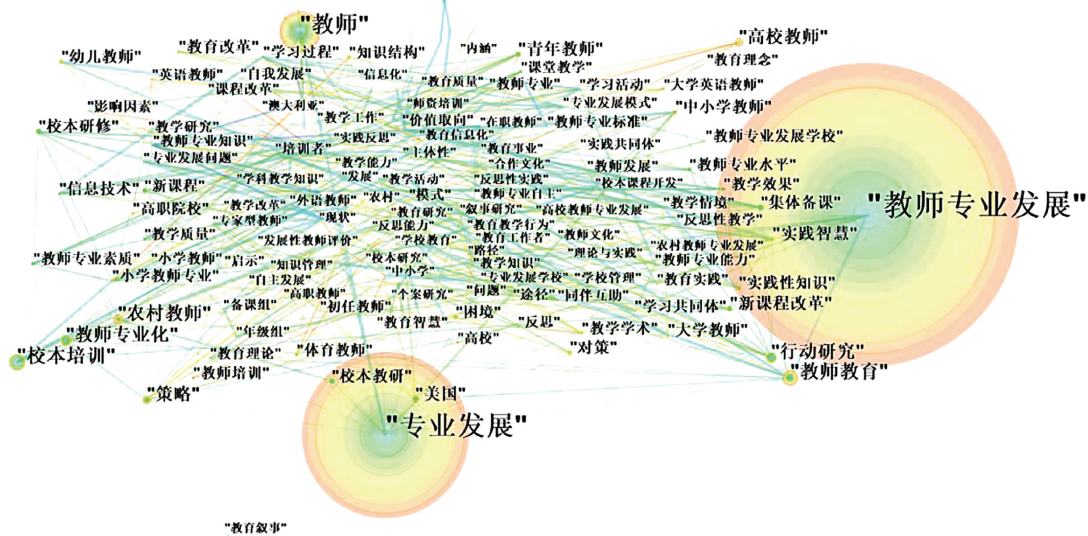 "教师"
"幼儿教师"
"教育改革"
"学习过程"
"知识结构"
"内涵"
"青年教师"
"高校教师"
"课堂教学"
"教育理念"
"英语教师"
"自我发展"
"信息化"
"教育质量"
"教师专业"
"学习活动"
"大学英语教师"
"课程改革"
"影响因素"
"澳大利亚"
"师资培训"
"专业发展模式"
"中小学教师"
"教学工作"
"价值取向"
"在职教师"
"教师专业标准"
"校本研修"
"教学研究"
"实践反思"
"教育信息化"
"教师专业发展学校"
"教师专业知识"
"培训者"
"主体性"
"教育事业"
"实践共同体"
"专业发展问题"
"教学能力"
"合作文化"
"教师发展"
"教师专业水平"
"学科教学知识"
"发展"
"教学活动"
"反思性实践"
"校本课程开发"
"教学效果"
"信息技术"
"新课程"
"外语教师"
"农村"
"模式"
"教师专业自主"
"教学情境"
"集体备课"
"教师专业发展"
"高职院校"
"教学改革"
"现状"
"教育研究"
"叙事研究"
"高校教师专业发展"
"反思性教学"
"专家型教师"
"反思能力"
"教育教学行为"
"教学质量"
"发展性教师评价"
"学校教育"
"教育工作者"
"教师文化"
"农村教师专业发展"
"实践智慧"
"路径"
"理论与实践"
"教师专业素质"
"小学教师"
"启示"
"知识管理"
"校本研究"
"教学知识"
"教师专业能力"
"小学教师专业"
"自主发展"
"中小学"
"专业发展学校"
"学校管理"
"教育实践"
"实践性知识"
"高职教师"
"个案研究"
"问题"
"途径"
"同伴互助"
"学习共同体"
"新课程改革"
"农村教师"
"备课组"
"初任教师"
"困境"
"教师专业化"
"年级组"
"教育智慧"
"反思"
"教学学术"
"大学教师"
"校本培训"
"教育理论"
"体育教师"
"高校"
"对策"
"行动研究"
"教师培训"
"校本教研"
"教师教育"
"策略"
"美国"
"专业发展"
"教育叙事"